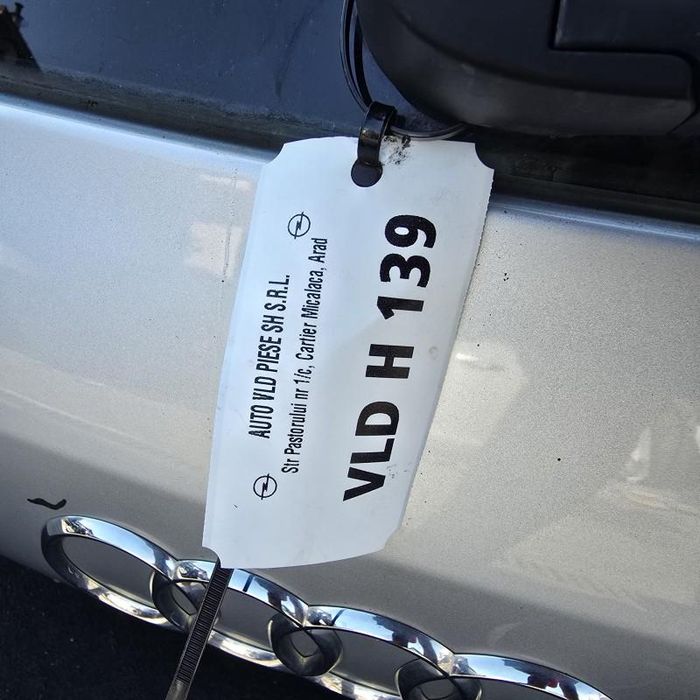 AUTO VLD PIESE SH S.R.L.
Str Pastorului nr 1/c, Cartier Micalaca, Arad
VLD H 139